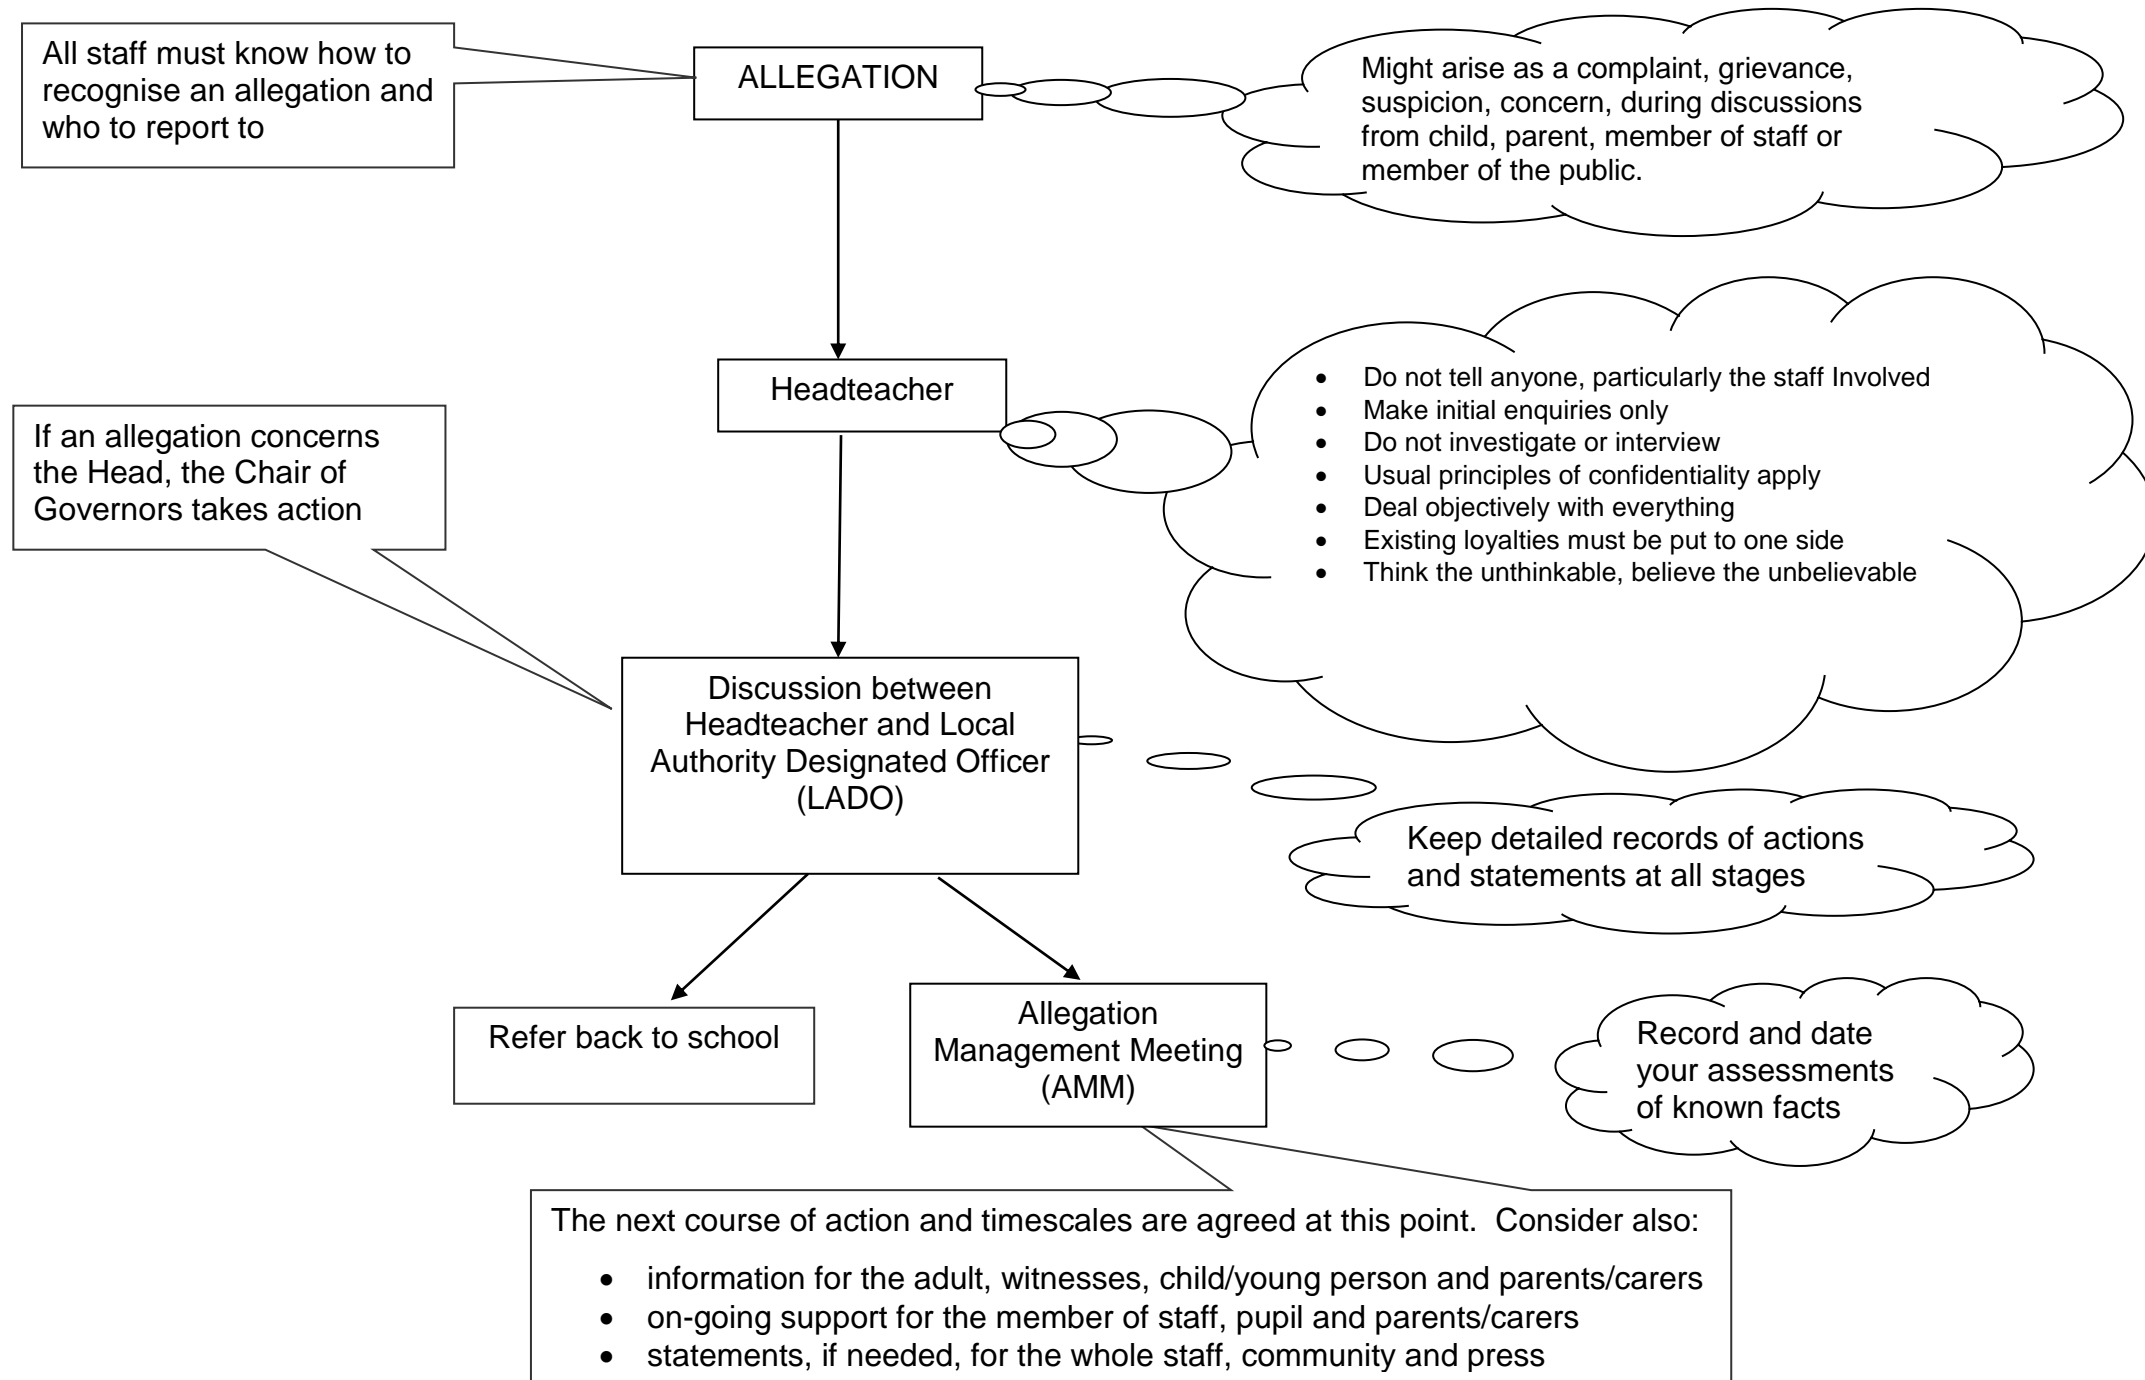 All staff must know how to
recognise an allegation and
who to report to
ALLEGATION
Might arise as a complaint, grievance,
suspicion, concern, during discussions
from child, parent, member of staff or
member of the public.
Headteacher
• Do not tell anyone, particularly the staff Involved
• Make initial enquiries only
• Do not investigate or interview
• Usual principles of confidentiality apply
• Deal objectively with everything
• Existing loyalties must be put to one side
• Think the unthinkable, believe the unbelievable
If an allegation concerns
the Head, the Chair of
Governors takes action
Discussion between
Headteacher and Local
Authority Designated Officer
(LADO)
Keep detailed records of actions
and statements at all stages
Refer back to school
Allegation
Management Meeting
(AMM)
Record and date
your assessments
of known facts
The next course of action and timescales are agreed at this point.  Consider also:
• information for the adult, witnesses, child/young person and parents/carers
• on-going support for the member of staff, pupil and parents/carers
• statements, if needed, for the whole staff, community and press